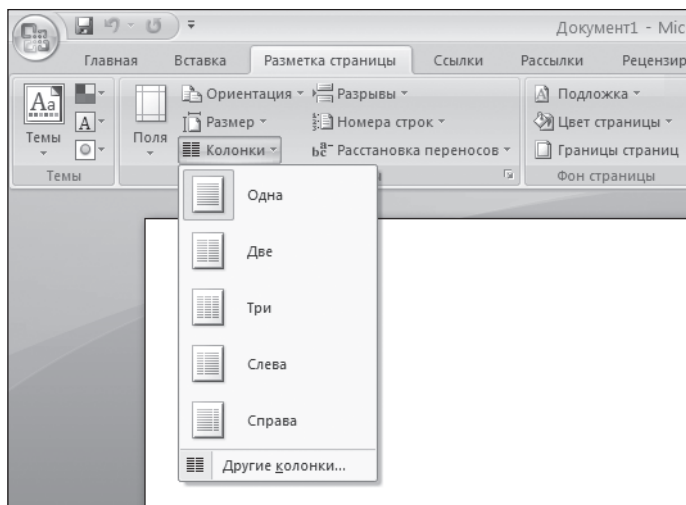 Документ1 - Mic
Главная Вставка Разметка страницы Ссылки Рассылки Рецензир
Aa Ориентация Разрывы Подложка
A Размер Номера строк Цвет страницы
Темы Поля Колонки Расстановка переносов Границы страниц
Темы Фон страницы
Одна
Две
Три
Слева
Справа
Другие колонки...